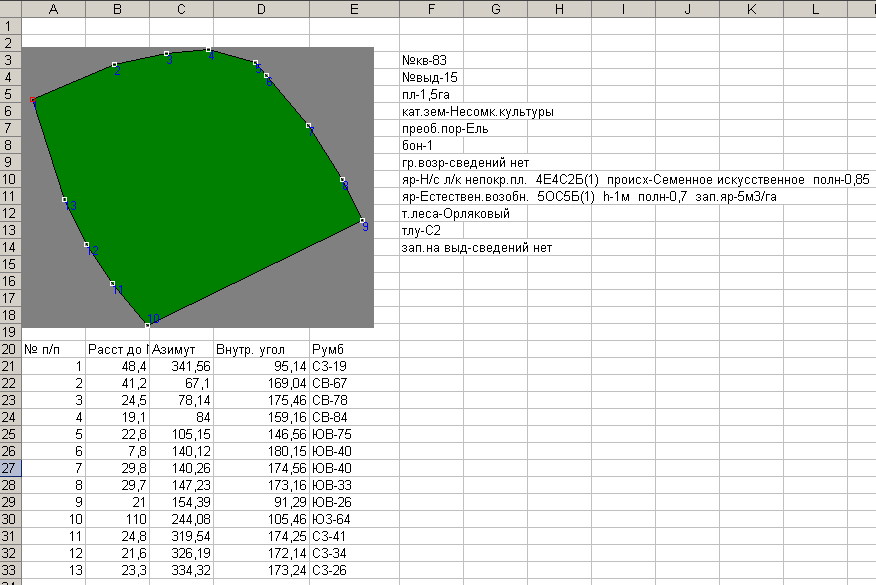 A B C D E F G H I J K L
1
2
3 №кв-83
4 №выд-15
5 пл-1,5га
6 кат.зем-Несомк.культуры
7 преоб.пор-Ель
8 бон-1
9 гр.возр-сведений нет
10 яр-Н/с л/к непокр.пл. 4Е4С2Б(1) происх-Семенное искусственное полн-0,85
11 яр-Естествен.возобн. 5ОС5Б(1) h-1м полн-0,7 зап.яр-5м3/га
12 т.леса-Орляковый
13 тлу-С2
14 зап.на выд-сведений нет
15
16
17
18
19
1 2 3 4 5 6 7 8 9 10 11 12 13
20 № п/п Расст до Азимут Внутр. угол Румб
21 1 48,4 341,56 95,14 СЗ-19
22 2 41,2 67,1 169,04 СВ-67
23 3 24,5 78,14 175,46 СВ-78
24 4 19,1 84 159,16 СВ-84
25 5 22,8 105,15 146,56 ЮВ-75
26 6 7,8 140,12 180,15 ЮВ-40
27 7 29,8 140,26 174,56 ЮВ-40
28 8 29,7 147,23 173,16 ЮВ-33
29 9 21 154,39 91,29 ЮВ-26
30 10 110 244,08 105,46 ЮЗ-64
31 11 24,8 319,54 174,25 СЗ-41
32 12 21,6 326,19 172,14 СЗ-34
33 13 23,3 334,32 173,24 СЗ-26